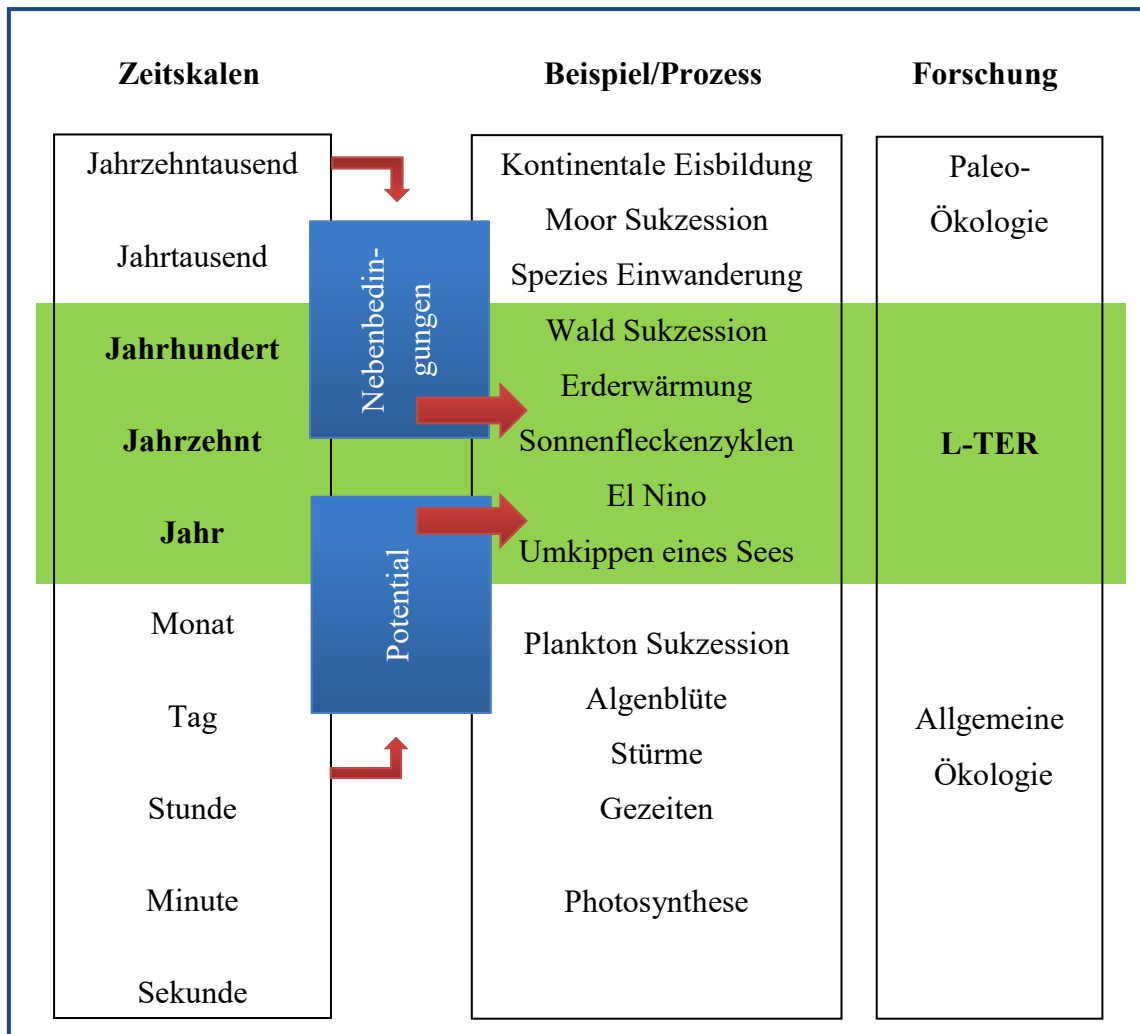 Zeitskalen
Beispiel/Prozess
Forschung
Jahrzehntausend
Jahrtausend
Jahrhundert
Jahrzehnt
Jahr
Monat
Tag
Stunde
Minute
Sekunde
Nebenbedin-
gungen
Potential
Kontinentale Eisbildung
Moor Sukzession
Spezies Einwanderung
Wald Sukzession
Erderwärmung
Sonnenfleckenzyklen
El Nino
Umkippen eines Sees
Plankton Sukzession
Algenblüte
Stürme
Gezeiten
Photosynthese
Paleo-
Ökologie
L-TER
Allgemeine
Ökologie